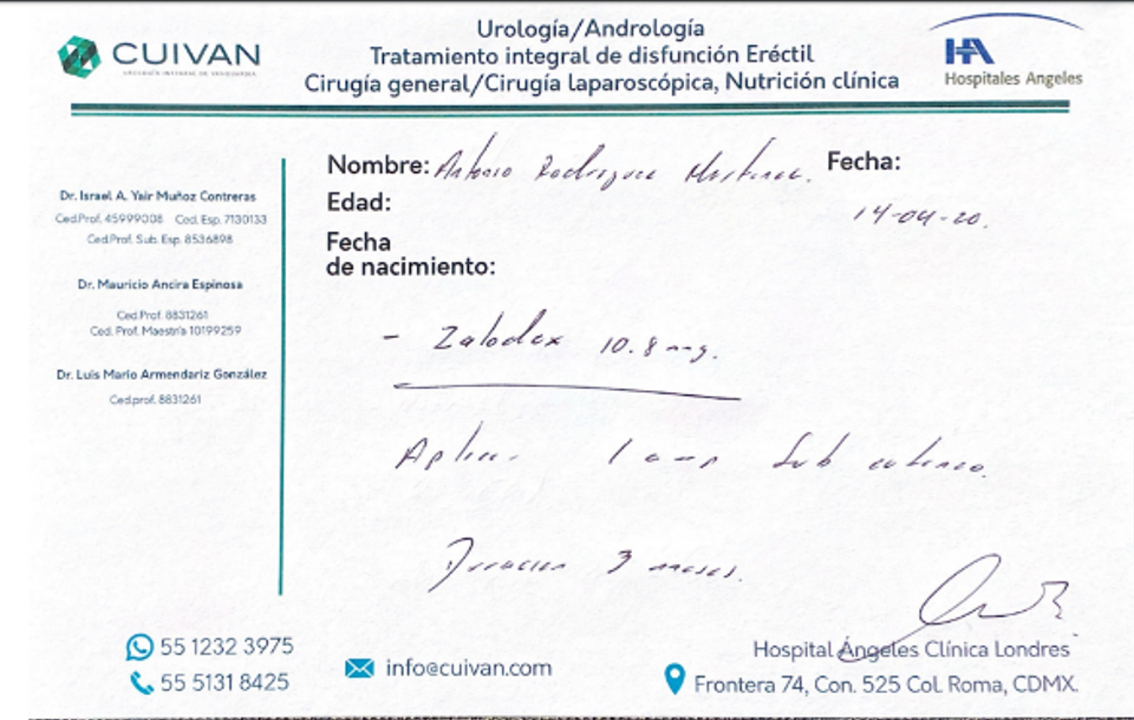 CUIVAN
UROLOGÍA INTEGRAL DE VANGUARDIA
Urología/Andrología
Tratamiento integral de disfunción Eréctil
Cirugía general/Cirugía laparoscópica, Nutrición clínica
HA
Hospitales Angeles
Dr. Israel A. Yair Muñoz Contreras
Ced.Prof. 45999008 Ced. Esp. 7130133
Ced.Prof. Sub. Esp. 8536898
Dr. Mauricio Ancira Espinosa
Ced.Prof. 8831261
Ced. Prof. Maestría 10199259
Dr. Luis Mario Armendariz González
Ced.prof. 8831261
Nombre: Antonio Rodriguez Martinez. Fecha:
14-04-20.
Edad:
Fecha
de nacimiento:
- Zaladex 10.8 mg.
Aplicar 1 amp Sub cutanea.
Duracion 3 meses.
55 1232 3975
55 5131 8425
info@cuivan.com
Hospital Ángeles Clínica Londres
Frontera 74, Con. 525 Col. Roma, CDMX.